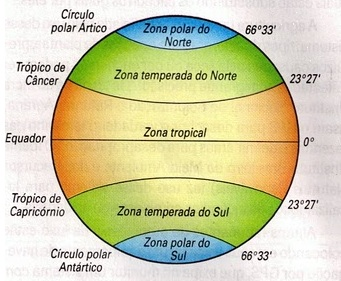 Círculo
polar Ártico
Zona polar do
Norte
66°33'
Trópico de
Câncer
Zona temperada do Norte
23°27'
Equador
Zona tropical
0°
Trópico de
Capricórnio
Zona temperada do Sul
23°27'
Círculo polar
Antártico
Zona polar do
Sul
66°33'